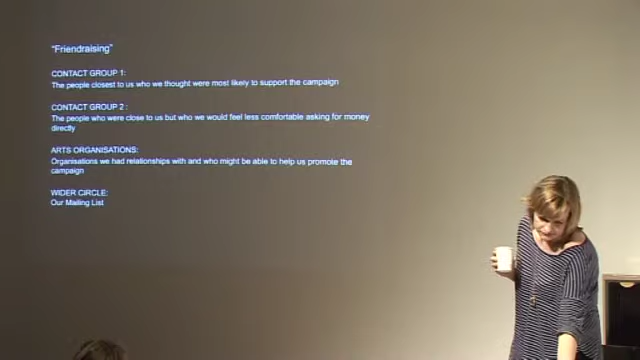 “Friendraising”
CONTACT GROUP 1:
The people closest to us who we thought were most likely to support the campaign
CONTACT GROUP 2 :
The people who were close to us but who we would feel less comfortable asking for money
directly
ARTS ORGANISATIONS:
Organisations we had relationships with and who might be able to help us promote the
campaign
WIDER CIRCLE:
Our Mailing List